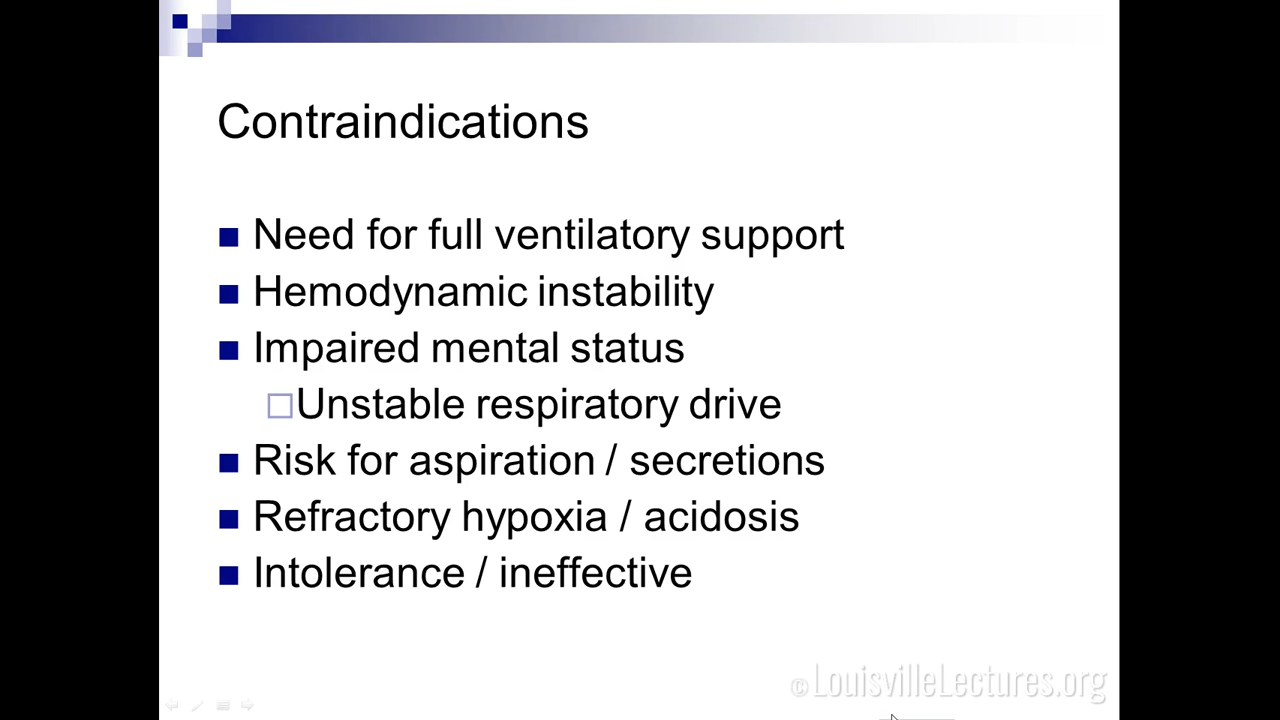 Contraindications
Need for full ventilatory support
Hemodynamic instability
Impaired mental status
Unstable respiratory drive
Risk for aspiration / secretions
Refractory hypoxia / acidosis
Intolerance / ineffective
©LouisvilleLectures.org